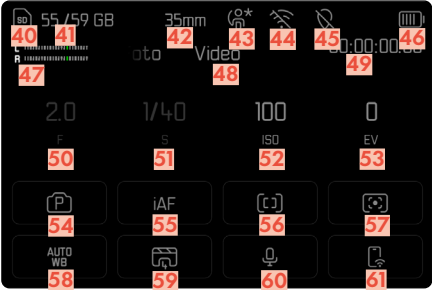 SD 55/59 GB 35mm * 00:00:00:00
40 41 42 43 44 45 46
L
R oto Video
47 48 49
2.0 1/40 100 0
F S ISO EV
50 51 52 53
P iAF
54 55 56 57
AUTO
WB
58 59 60 61